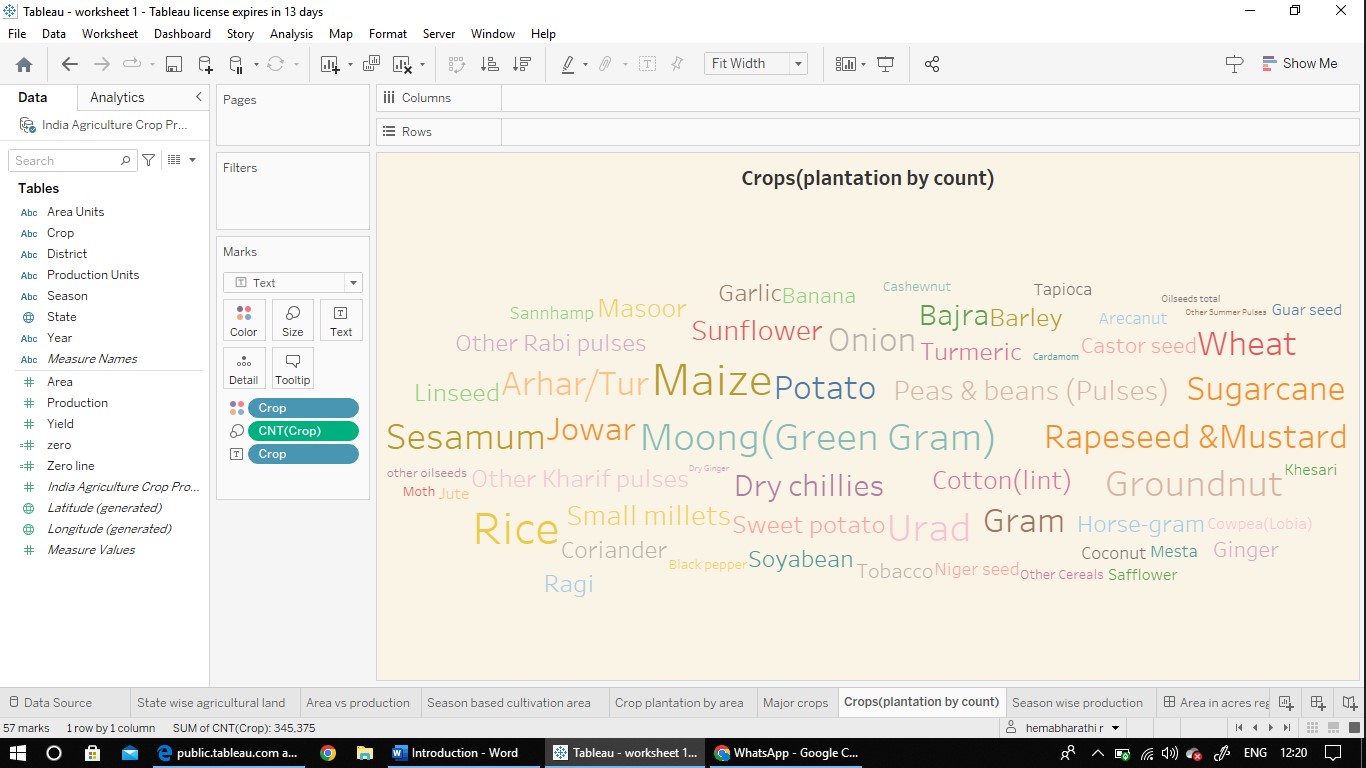 Tableau - worksheet 1 - Tableau license expires in 13 days
File Data Worksheet Dashboard Story Analysis Map Format Server Window Help
Fit Width
Show Me
Data Analytics
India Agriculture Crop Pr...
Search
Tables
Abc Area Units
Abc Crop
Abc District
Abc Production Units
Abc Season
State
Abc Year
Abc Measure Names
Area
Production
Yield
zero
Zero line
India Agriculture Crop Pro...
Latitude (generated)
Longitude (generated)
Measure Values
Pages
Filters
Marks
Text
Color Size Text
Detail Tooltip
Crop
CNT(Crop)
Crop
Columns
Rows
Crops(plantation by count)
Cashewnut Tapioca
Garlic Banana Oilseeds total
Sannhamp Masoor Bajra Barley Arecanut Other Summer Pulses Guar seed
Other Rabi pulses Sunflower Onion Turmeric Cardamom Castor seed Wheat
Linseed Arhar/Tur Maize Potato Peas & beans (Pulses) Sugarcane
Sesamum Jowar Moong(Green Gram) Rapeseed &Mustard
other oilseeds Other Kharif pulses Dry Ginger Dry chillies Cotton(lint) Groundnut Khesari
Moth Jute
Rice Small millets Sweet potato Urad Gram Horse-gram Cowpea(Lobia)
Coriander Black pepper Soyabean Coconut Mesta Ginger
Ragi Tobacco Niger seed Other Cereals Safflower
Data Source State wise agricultural land Area vs production Season based cultivation area Crop plantation by area Major crops Crops(plantation by count) Season wise production Area in acres reg
57 marks 1 row by 1 column SUM of CNT(Crop): 345,375 hemabharathi r
public.tableau.com a... Introduction - Word Tableau - worksheet 1... WhatsApp - Google C... ENG 12:20